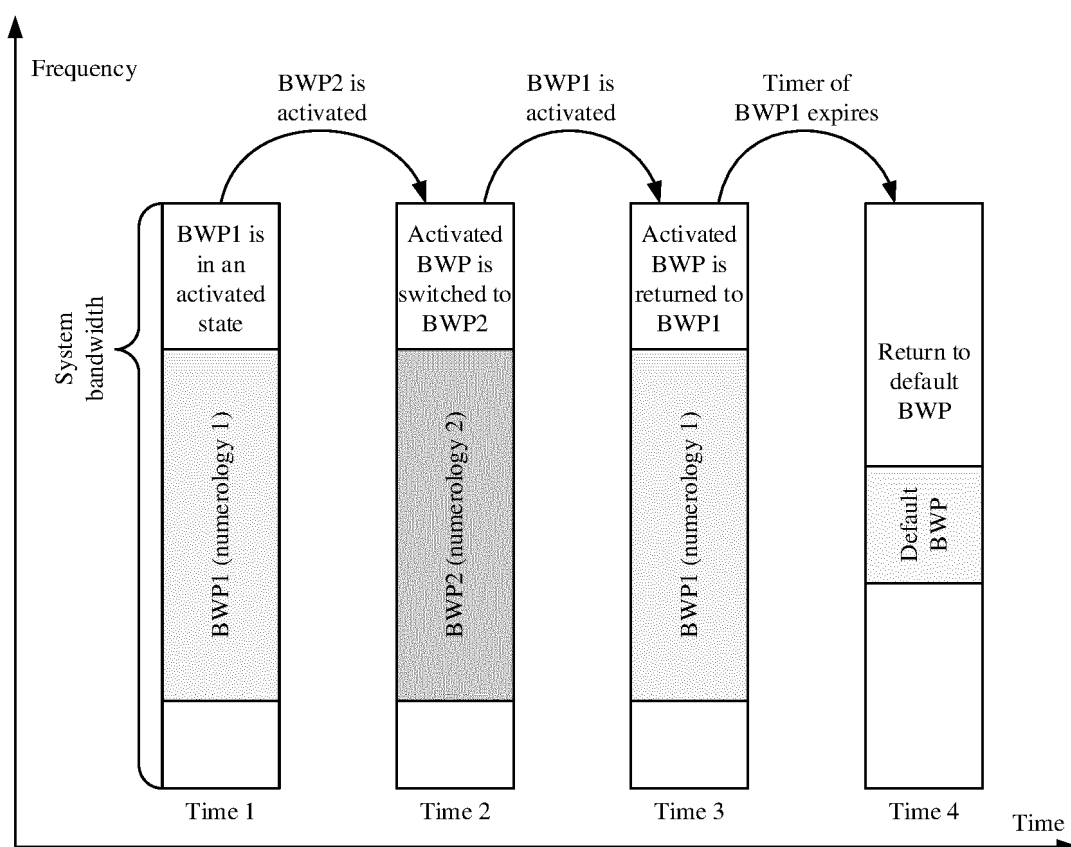 Frequency
BWP2 is
activated
BWP1 is
activated
Timer of
BWP1 expires
System
bandwidth
BWP1 is
in an
activated
state
BWP1 (numerology 1)
Activated
BWP is
switched to
BWP2
BWP2 (numerology 2)
Activated
BWP is
returned to
BWP1
BWP1 (numerology 1)
Return to
default
BWP
Default
BWP
Time 1
Time 2
Time 3
Time 4
Time